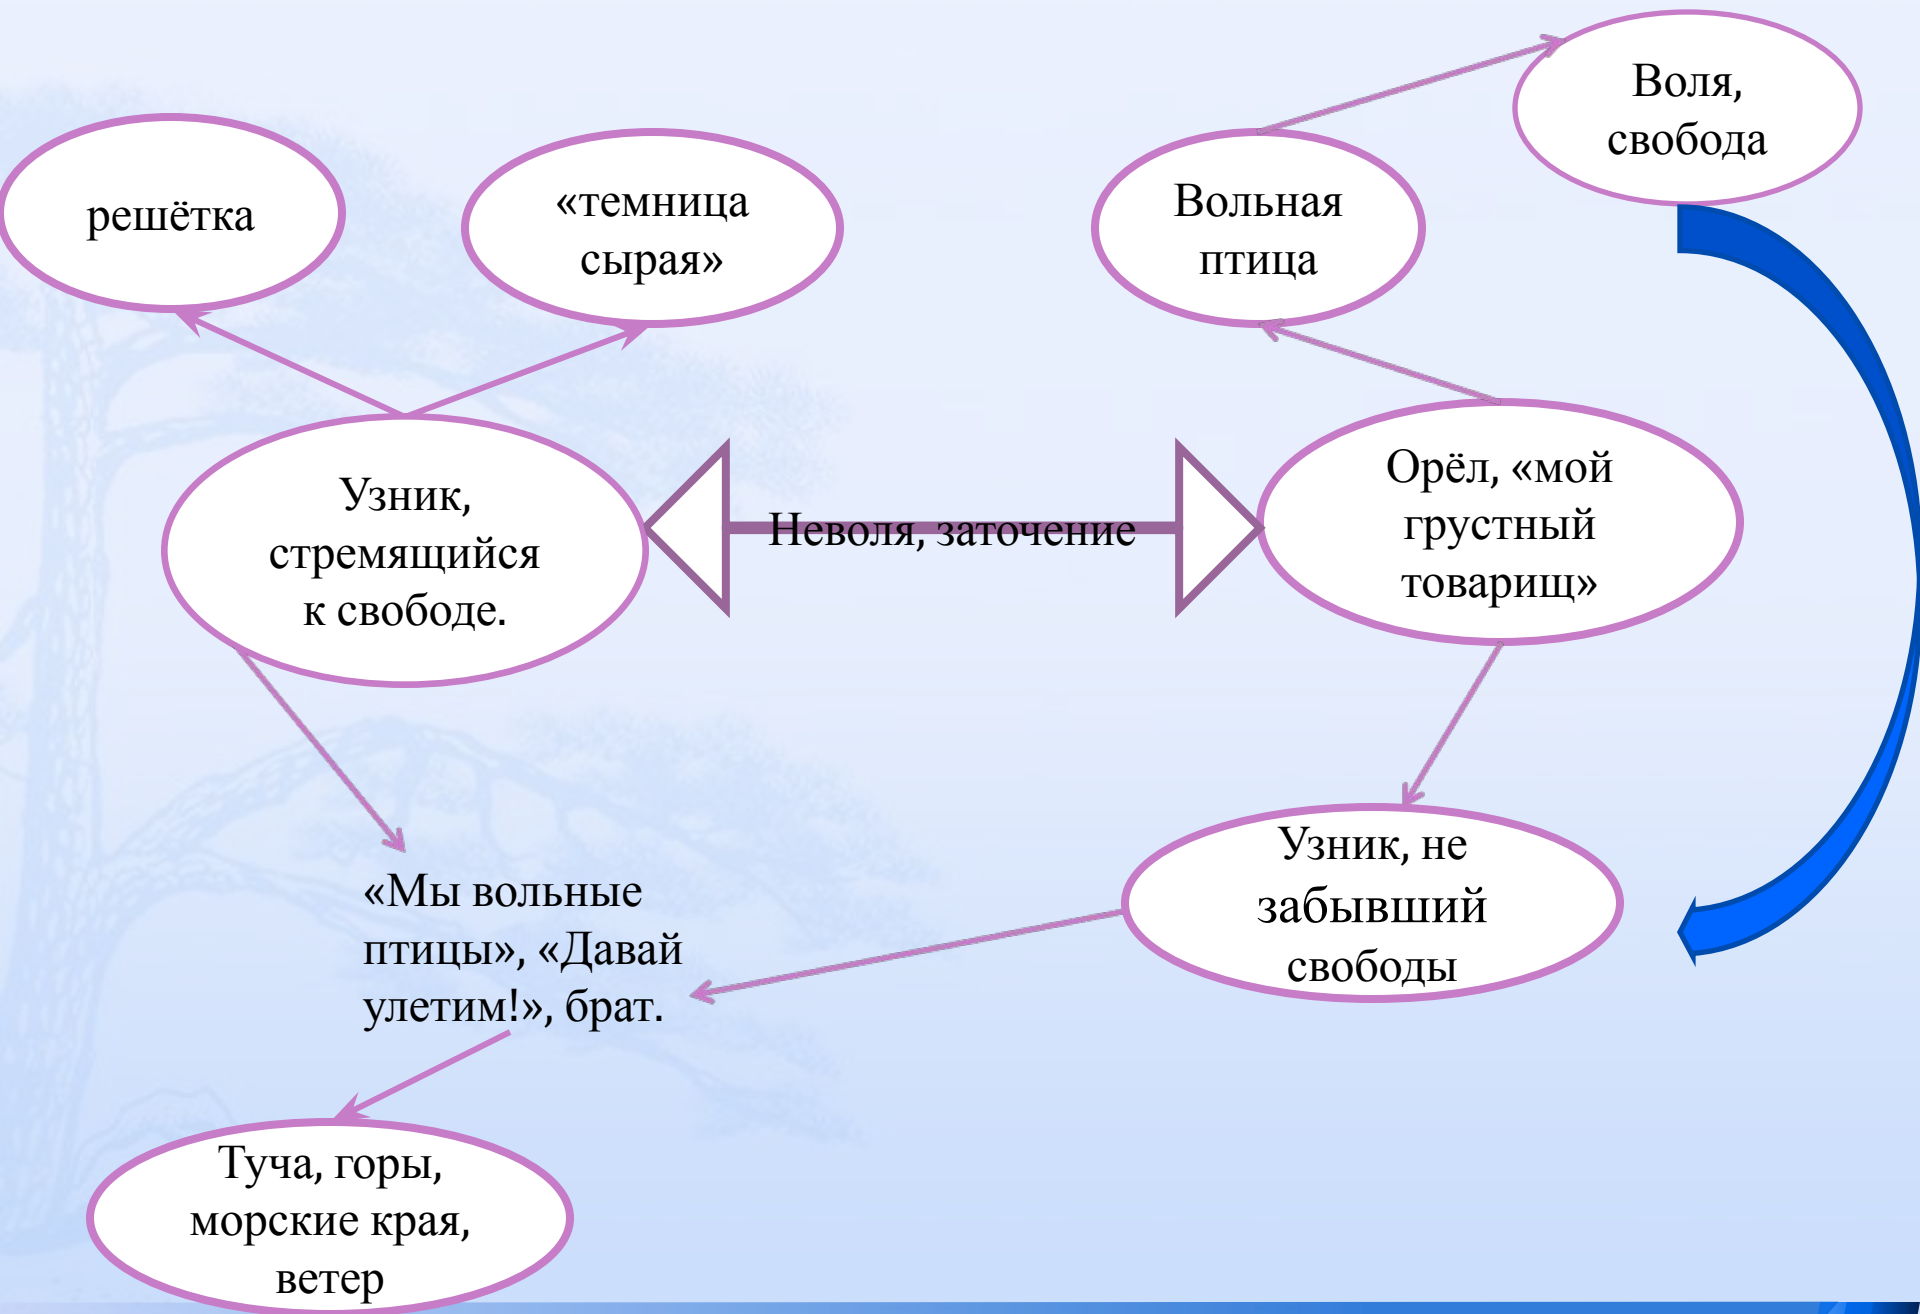 Воля,
свобода
решётка
«темница
сырая»
Вольная
птица
Узник,
стремящийся
к свободе.
Неволя, заточение
Орёл, «мой
грустный
товарищ»
«Мы вольные
птицы», «Давай
улетим!», брат.
Узник, не
забывший
свободы
Туча, горы,
морские края,
ветер